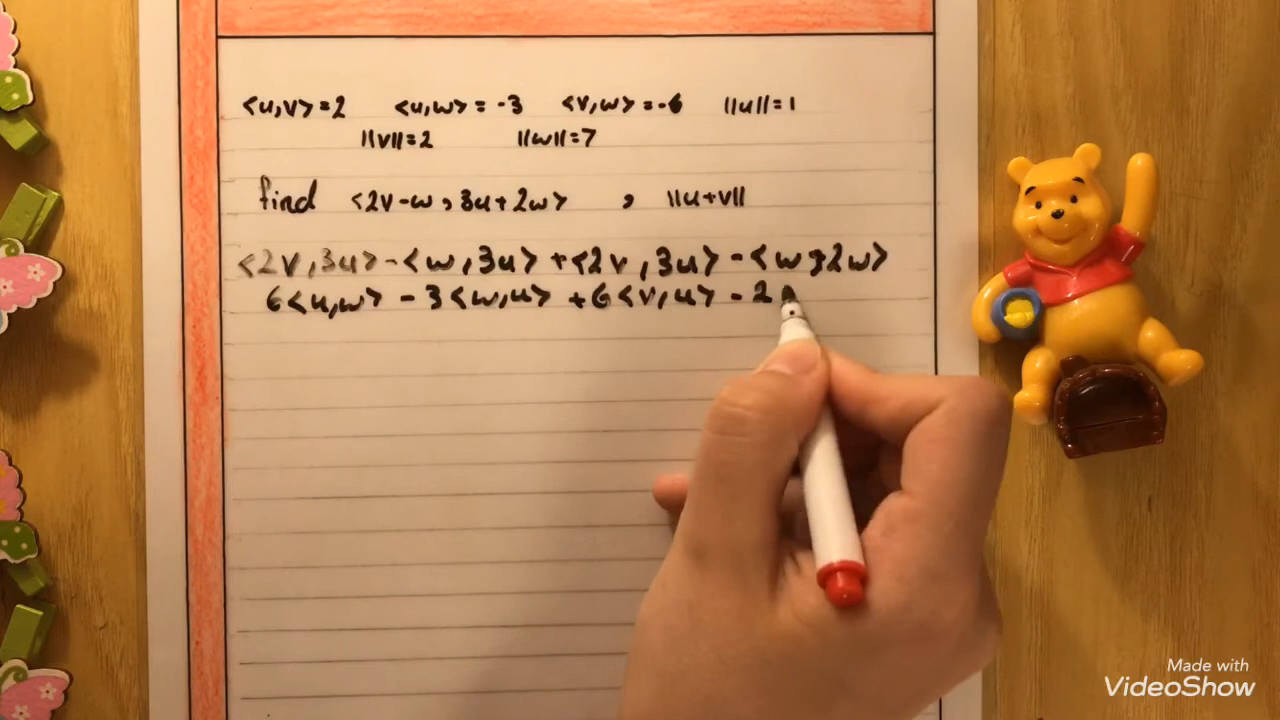 <u,v>=2 <u,w> = -3 <v,w> = -6 ||u||=1
||v||=2 ||w||=7
find <2v-w,3u+2w> , ||u+v||
<2v,3u> - <w,3u> + <2v,3u> - <w,2w>
6<u,w> - 3<w,u> + 6<v,u> - 2
Made with
VideoShow